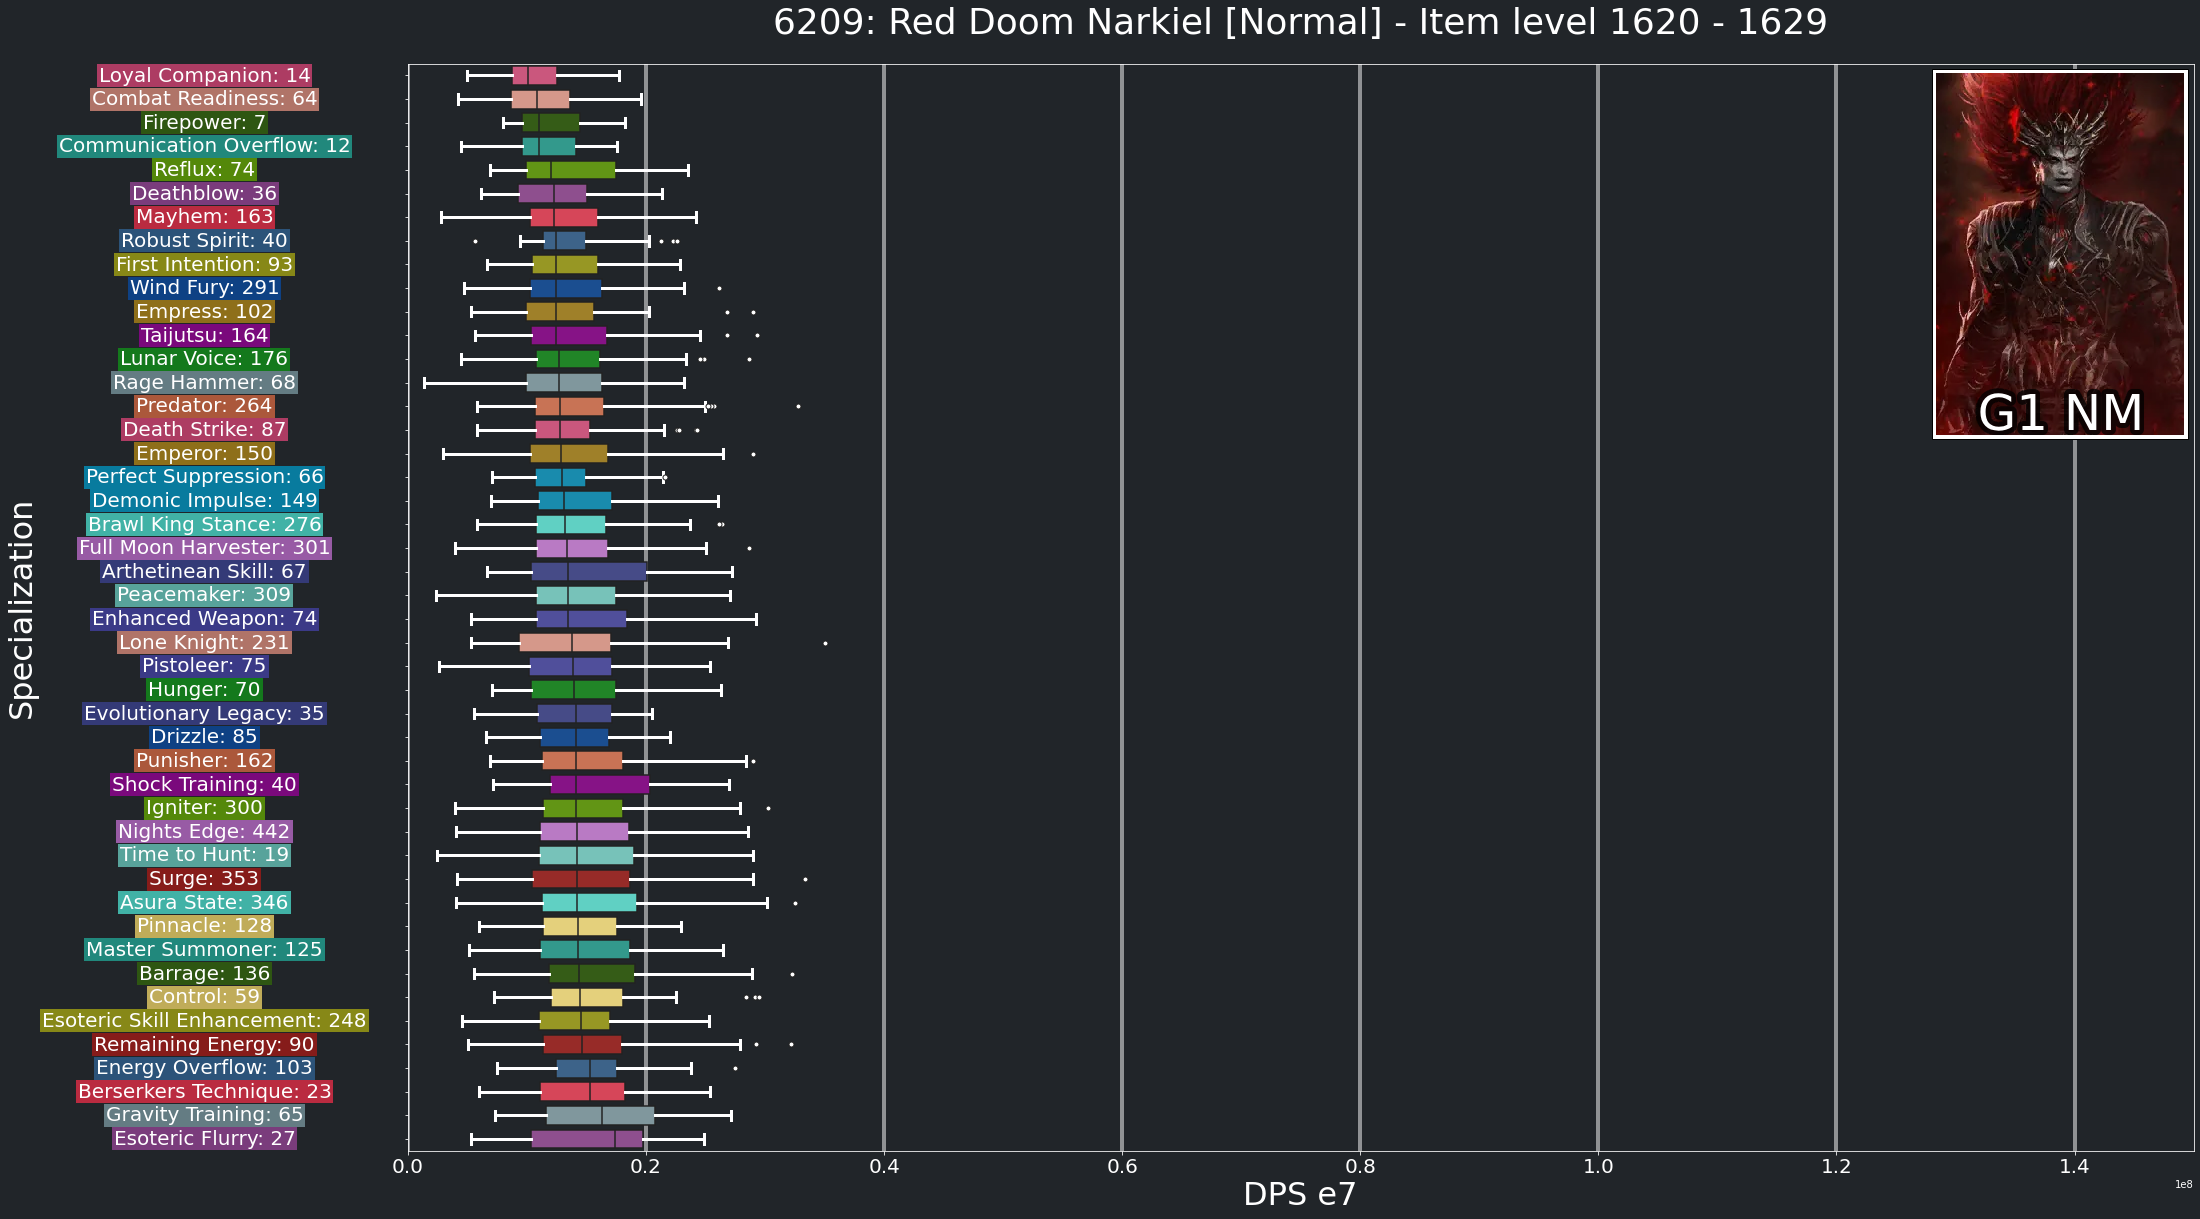 6209: Red Doom Narkiel [Normal] - Item level 1620 - 1629
Loyal Companion: 14
Combat Readiness: 64
Firepower: 7
Communication Overflow: 12
Reflux: 74
Deathblow: 36
Mayhem: 163
Robust Spirit: 40
First Intention: 93
Wind Fury: 291
Empress: 102
Taijutsu: 164
Lunar Voice: 176
Rage Hammer: 68
Predator: 264
Death Strike: 87
Emperor: 150
Perfect Suppression: 66
Demonic Impulse: 149
Brawl King Stance: 276
Full Moon Harvester: 301
Arthetinean Skill: 67
Peacemaker: 309
Enhanced Weapon: 74
Lone Knight: 231
Pistoleer: 75
Hunger: 70
Evolutionary Legacy: 35
Drizzle: 85
Punisher: 162
Shock Training: 40
Igniter: 300
Nights Edge: 442
Time to Hunt: 19
Surge: 353
Asura State: 346
Pinnacle: 128
Master Summoner: 125
Barrage: 136
Control: 59
Esoteric Skill Enhancement: 248
Remaining Energy: 90
Energy Overflow: 103
Berserkers Technique: 23
Gravity Training: 65
Esoteric Flurry: 27
Specialization
G1 NM
0.0 0.2 0.4 0.6 0.8 1.0 1.2 1.4
1e8
DPS e7